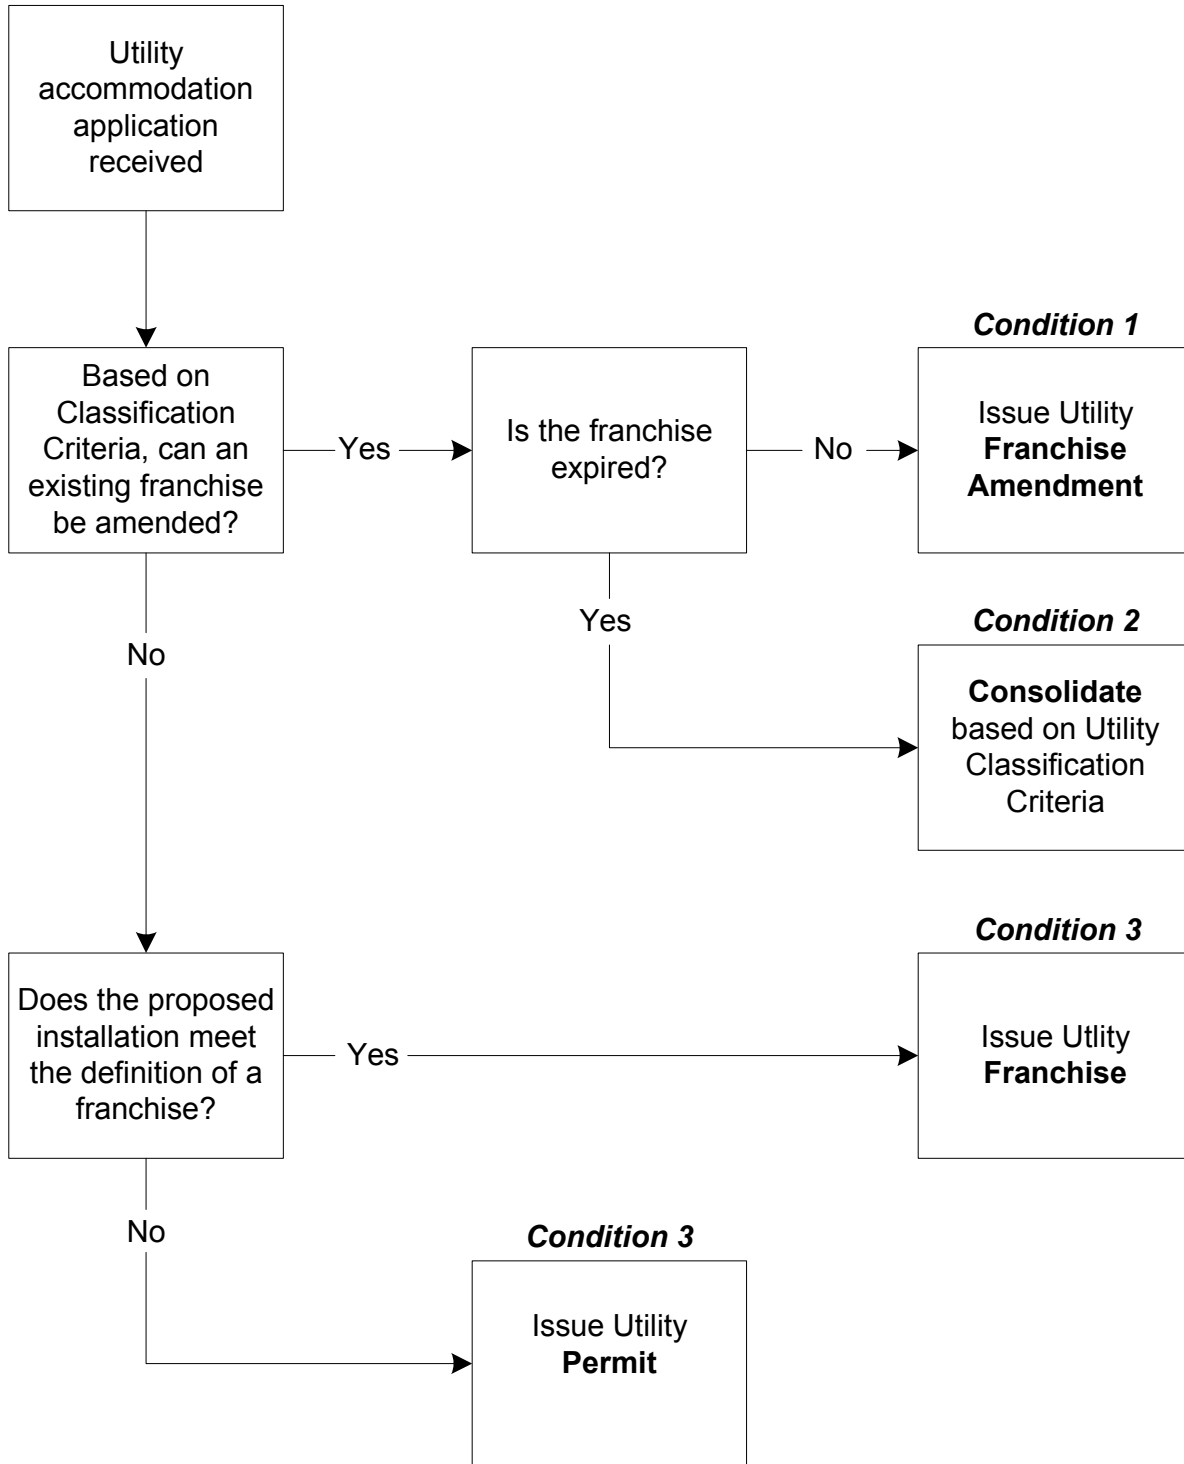 Utility
accommodation
application
received
Based on
Classification
Criteria, can an
existing franchise
be amended?
Yes
Is the franchise
expired?
No
Condition 1
Issue Utility
Franchise
Amendment
Yes
Condition 2
Consolidate
based on Utility
Classification
Criteria
No
Does the proposed
installation meet
the definition of a
franchise?
Yes
Condition 3
Issue Utlity
Franchise
No
Condition 3
Issue Utility
Permit